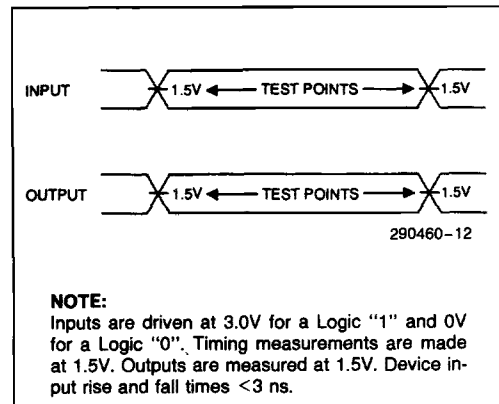 INPUT 1.5V TEST POINTS 1.5V
OUTPUT 1.5V TEST POINTS 1.5V
290460-12
NOTE:
Inputs are driven at 3.0V for a Logic "1" and 0V
for a Logic "0". Timing measurements are made
at 1.5V. Outputs are measured at 1.5V. Device in-
put rise and fall times <3 ns.